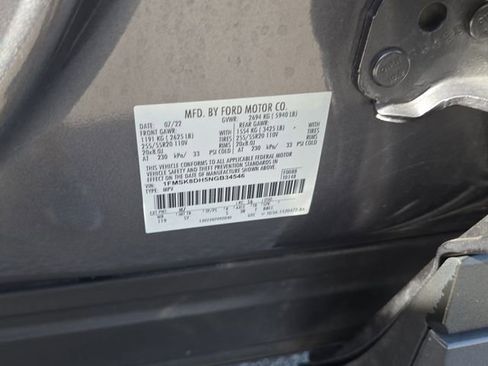 MFD. BY FORD MOTOR CO.
DATE: 07/22 GVWR: 2694 KG ( 5940 LB)
FRONT GAWR: REAR GAWR:
1191 KG ( 2625 LB) WITH 1554 KG ( 3425 LB) WITH
255/55R20 110V TIRES 255/55R20 110V TIRES
20x8.0J RIMS 20x8.0J RIMS
AT 230 kPa/ 33 PSI COLD AT 230 kPa/ 33 PSI COLD
THIS VEHICLE CONFORMS TO ALL APPLICABLE FEDERAL MOTOR
VEHICLE SAFETY AND THEFT PREVENTION STANDARDS IN
EFFECT ON THE DATE OF MANUFACTURE SHOWN ABOVE.
VIN: 1FMSK8DH5NGB34546
TYPE: MPV